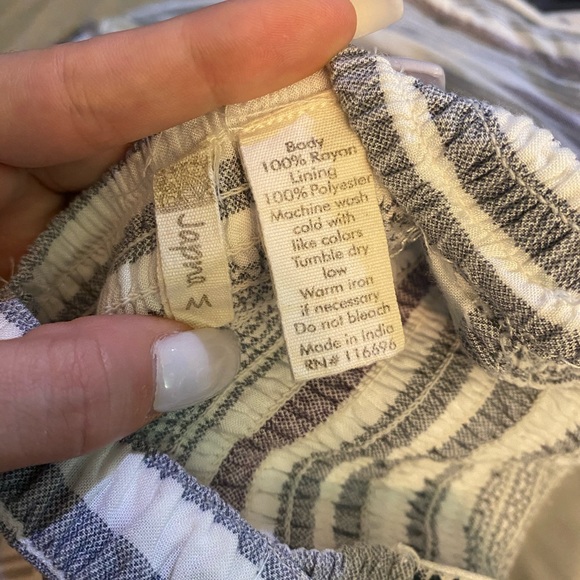 Japna
M
Body
100% Rayon
Lining
100% Polyester
Machine wash
cold with
like colors
Tumble dry
low
Warm iron
if necessary
Do not bleach
Made in India
RN# 116696